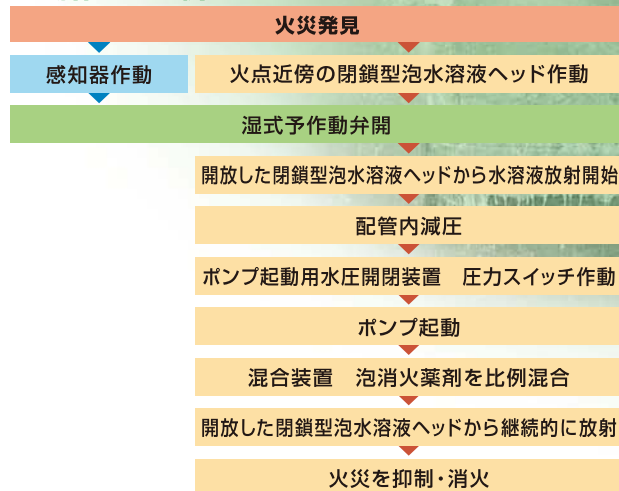 火災発見
感知器作動
火点近傍の閉鎖型泡水溶液ヘッド作動
湿式予作動弁開
開放した閉鎖型泡水溶液ヘッドから水溶液放射開始
配管内減圧
ポンプ起動用水圧開閉装置　圧力スイッチ作動
ポンプ起動
混合装置　泡消火薬剤を比例混合
開放した閉鎖型泡水溶液ヘッドから継続的に放射
火災を抑制・消火